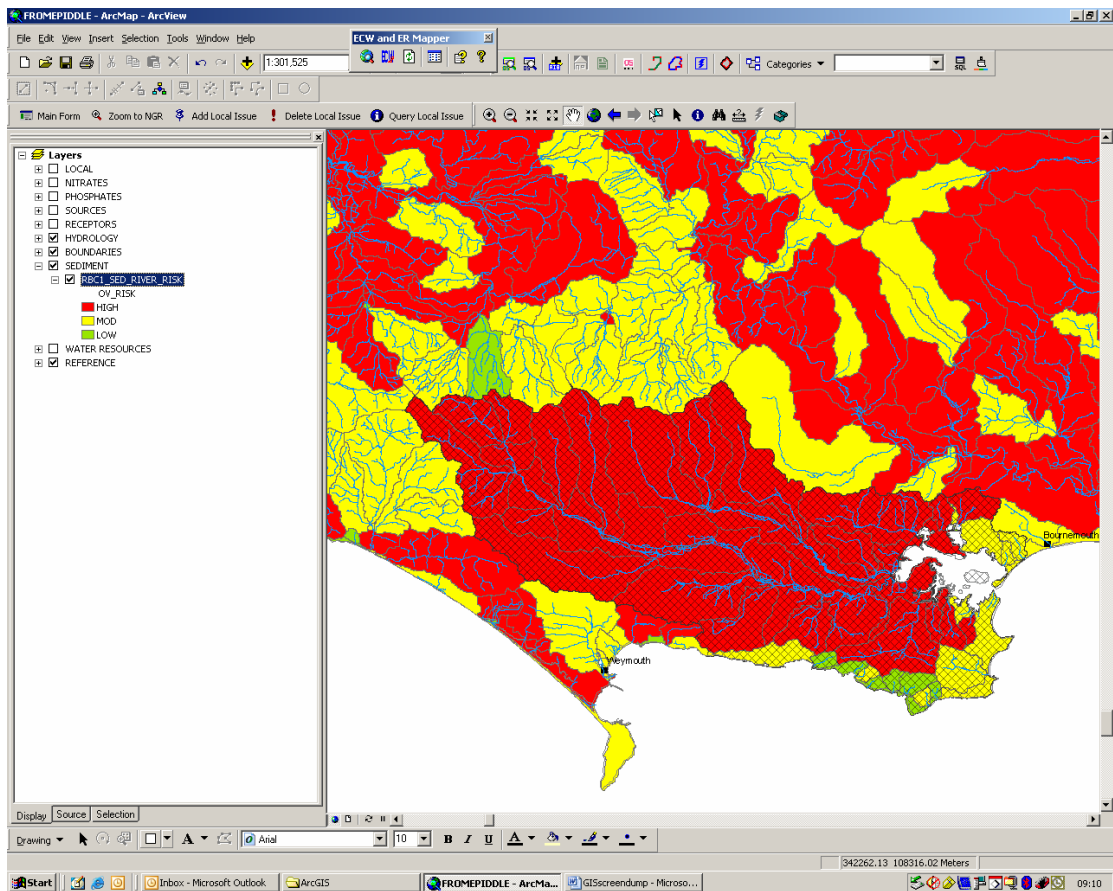 FROMEPIDDLE - ArcMap - ArcView
File Edit View Insert Selection Tools Window Help
ECW and ER Mapper
1:301,525
Categories
SQL
Main Form Zoom to NGR Add Local Issue Delete Local Issue Query Local Issue
Layers
LOCAL
NITRATES
PHOSPHATES
SOURCES
RECEPTORS
HYDROLOGY
BOUNDARIES
SEDIMENT
RBC1_SED_RIVER_RISK
OV_RISK
HIGH
MOD
LOW
WATER RESOURCES
REFERENCE
Bournemouth
Weymouth
Display Source Selection
Drawing A Arial 10 B I U A
342262.13 108316.02 Meters
Start Inbox - Microsoft Outlook ArcGIS FROMEPIDDLE - ArcMa... GISscreendump - Microso... 09:10